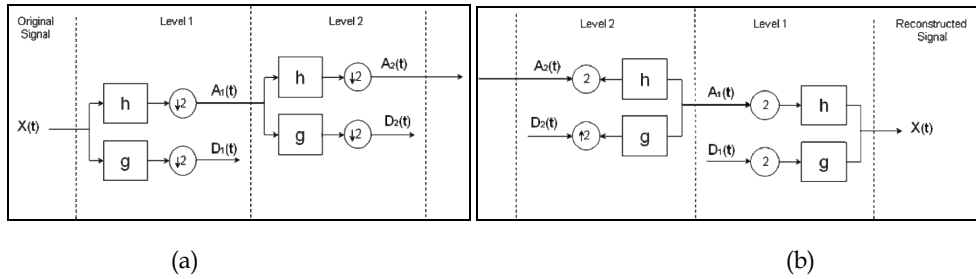 Original Signal
Level 1
Level 2
X(t)
h
↓2
A₁(t)
h
↓2
A₂(t)
g
↓2
D₂(t)
g
↓2
D₁(t)
Level 2
Level 1
Reconstructed Signal
A₂(t)
2
h
A₁(t)
2
h
D₂(t)
↑2
g
X(t)
D₁(t)
2
g
(a)
(b)